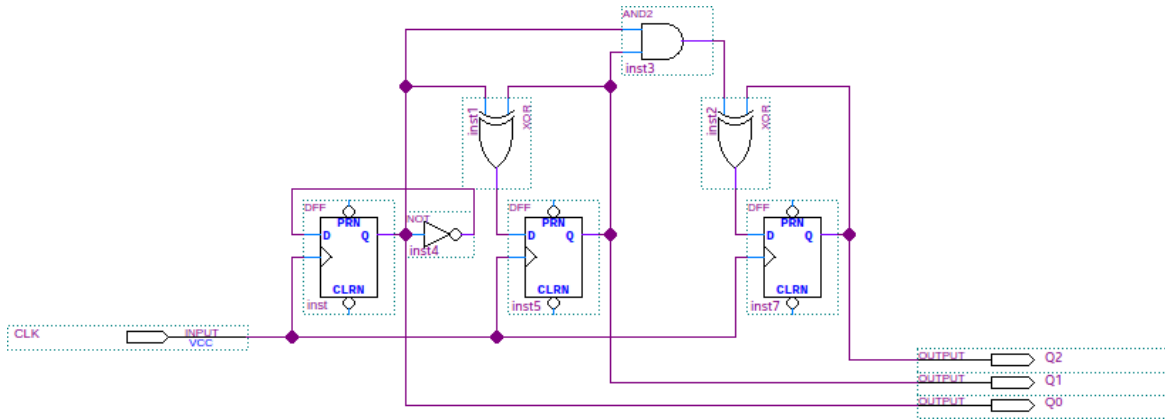 AND2
inst3
inst1
XOR
inst2
XOR
DFF
PRN
D
Q
CLRN
inst
NOT
inst4
DFF
PRN
D
Q
CLRN
inst5
DFF
PRN
D
Q
CLRN
inst7
CLK
INPUT
VCC
OUTPUT
Q2
OUTPUT
Q1
OUTPUT
Q0